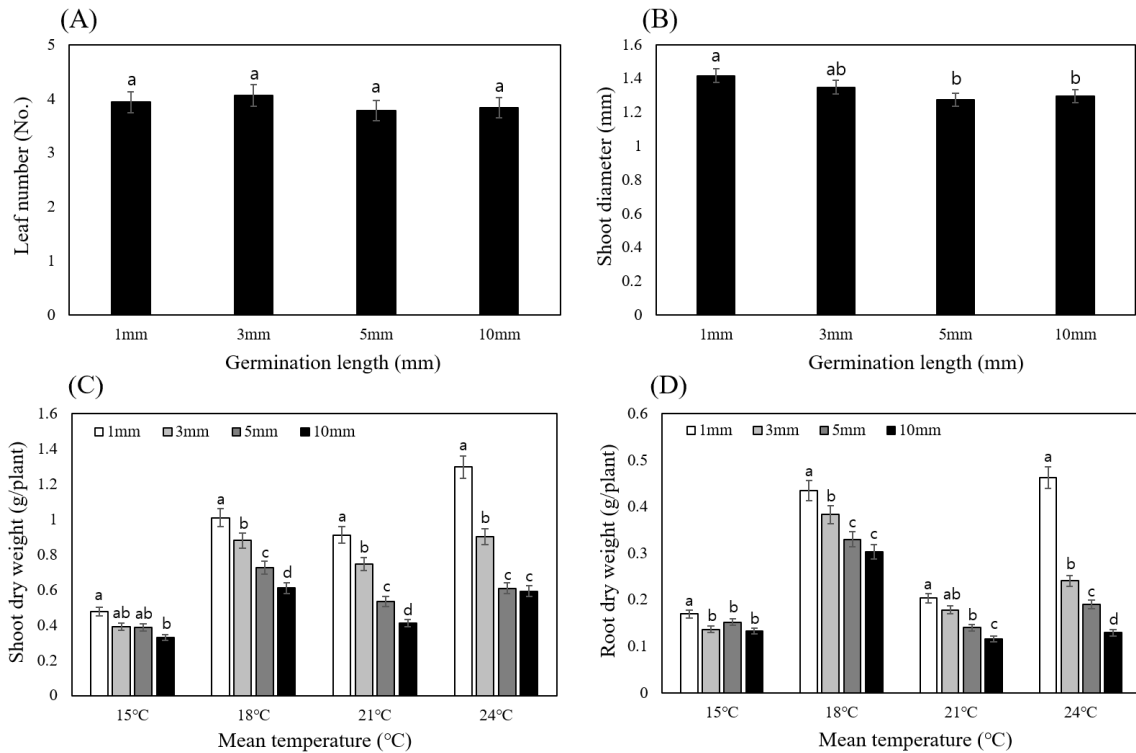 (A)
Leaf number (No.)
5
4
3
2
1
0
a a a a
1mm 3mm 5mm 10mm
Germination length (mm)
(B)
Shoot diameter (mm)
1.6
1.4
1.2
1
0.8
0.6
0.4
0.2
0
a ab b b
1mm 3mm 5mm 10mm
Germination length (mm)
(C)
Shoot dry weight (g/plant)
1.6
1.4
1.2
1
0.8
0.6
0.4
0.2
0
1mm 3mm 5mm 10mm
a ab ab b
a b c d
a b c d
a b c c
15℃ 18℃ 21℃ 24℃
Mean temperature (℃)
(D)
Root dry weight (g/plant)
0.6
0.5
0.4
0.3
0.2
0.1
0
1mm 3mm 5mm 10mm
a b b b
a b c c
a ab b c
a b c d
15℃ 18℃ 21℃ 24℃
Mean temperature (℃)